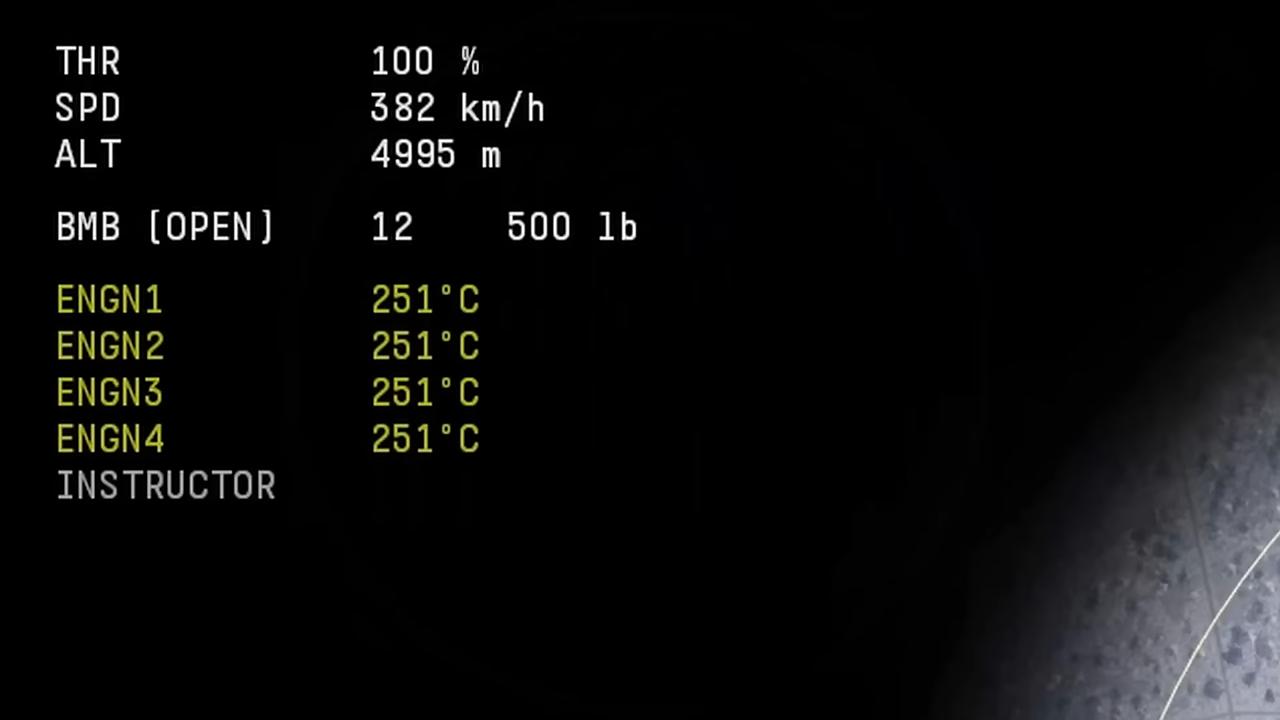 THR 100 %
SPD 382 km/h
ALT 4995 m
BMB [OPEN] 12 500 lb
ENGN1 251°C
ENGN2 251°C
ENGN3 251°C
ENGN4 251°C
INSTRUCTOR